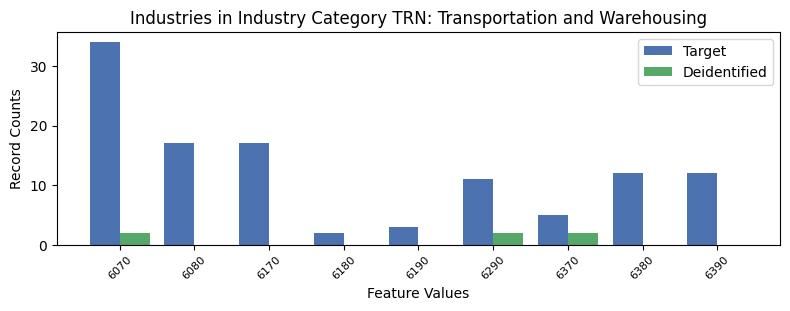 Industries in Industry Category TRN: Transportation and Warehousing
Target
Deidentified
Record Counts
30
20
10
0
6070 6080 6170 6180 6190 6290 6370 6380 6390
Feature Values